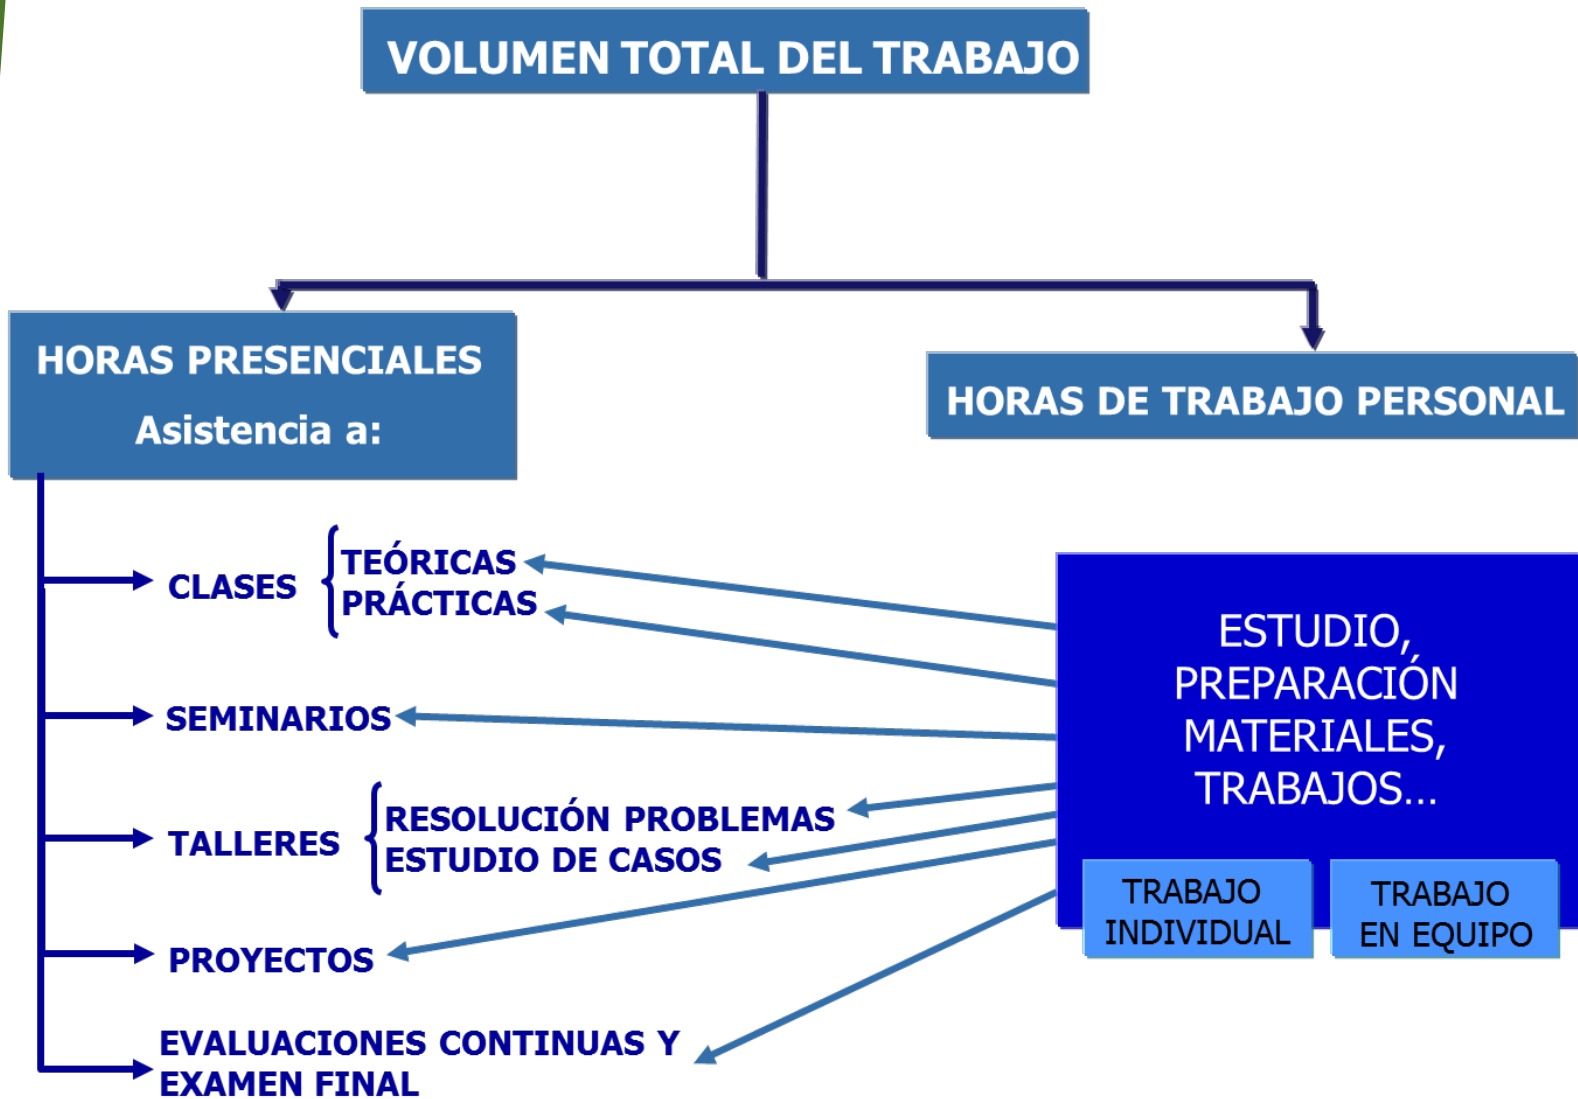 VOLUMEN TOTAL DEL TRABAJO
HORAS PRESENCIALES
Asistencia a:
HORAS DE TRABAJO PERSONAL
CLASES
TEÓRICAS
PRÁCTICAS
SEMINARIOS
TALLERES
RESOLUCIÓN PROBLEMAS
ESTUDIO DE CASOS
PROYECTOS
EVALUACIONES CONTINUAS Y
EXAMEN FINAL
ESTUDIO,
PREPARACIÓN
MATERIALES,
TRABAJOS...
TRABAJO
INDIVIDUAL
TRABAJO
EN EQUIPO